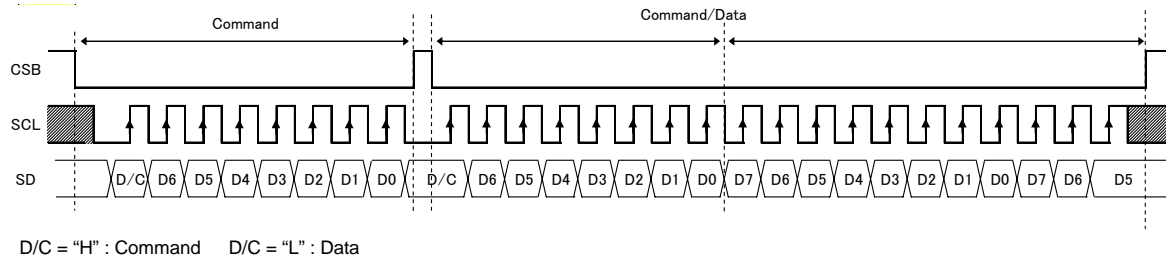 Command
Command/Data
CSB
SCL
SD
D/C D6 D5 D4 D3 D2 D1 D0 D/C D6 D5 D4 D3 D2 D1 D0 D7 D6 D5 D4 D3 D2 D1 D0 D7 D6 D5
D/C = “H” : Command D/C = “L” : Data